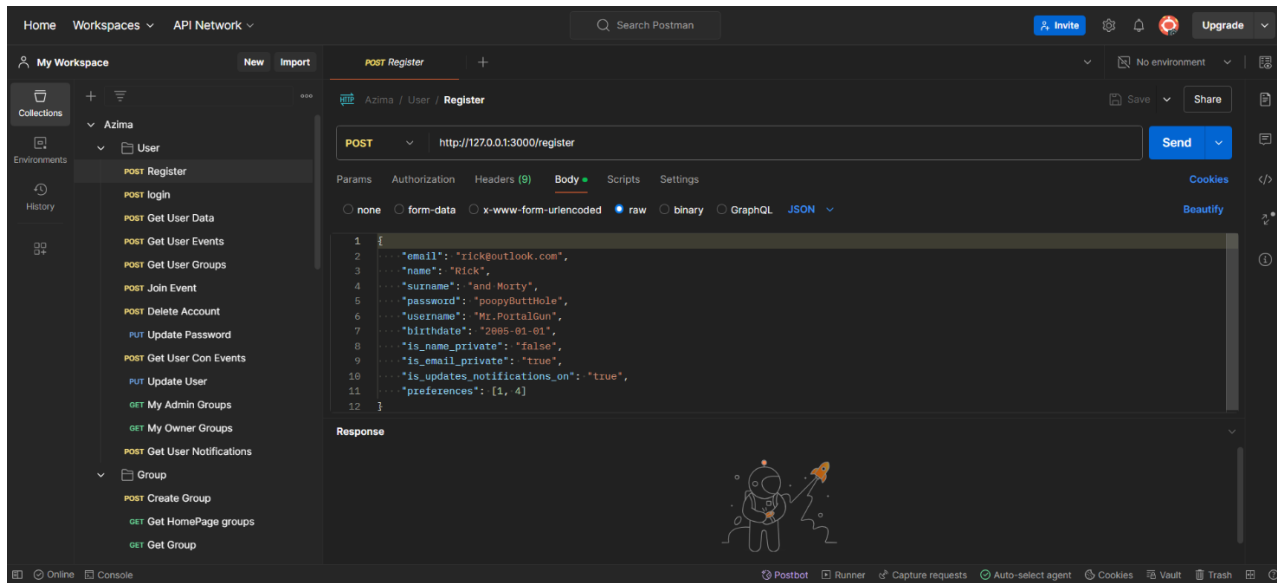 Home Workspaces API Network Search Postman Invite Upgrade
My Workspace New Import POST Register No environment
Collections
Environments
History
Azima
User
POST Register
POST login
POST Get User Data
POST Get User Events
POST Get User Groups
POST Join Event
POST Delete Account
PUT Update Password
POST Get User Con Events
PUT Update User
GET My Admin Groups
GET My Owner Groups
POST Get User Notifications
Group
POST Create Group
GET Get HomePage groups
GET Get Group
HTTP Azima / User / Register Save Share
POST http://127.0.0.1:3000/register Send
Params Authorization Headers (9) Body Scripts Settings Cookies
none form-data x-www-form-urlencoded raw binary GraphQL JSON Beautify
1 {
2 "email": "rick@outlook.com",
3 "name": "Rick",
4 "surname": "and Morty",
5 "password": "poopyButtHole",
6 "username": "Mr.PortalGun",
7 "birthdate": "2005-01-01",
8 "is_name_private": "false",
9 "is_email_private": "true",
10 "is_updates_notifications_on": "true",
11 "preferences": [1, 4]
12 }
Response
Online Console Postbot Runner Capture requests Auto-select agent Cookies Vault Trash